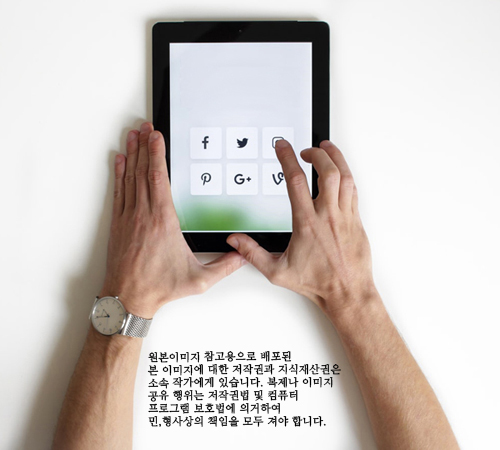 G+
원본이미지 참고용으로 배포된
본 이미지에 대한 저작권과 지식재산권은
소속 작가에게 있습니다. 복제나 이미지
공유 행위는 저작권법 및 컴퓨터
프로그램 보호법에 의거하여
민,형사상의 책임을 모두 져야 합니다.